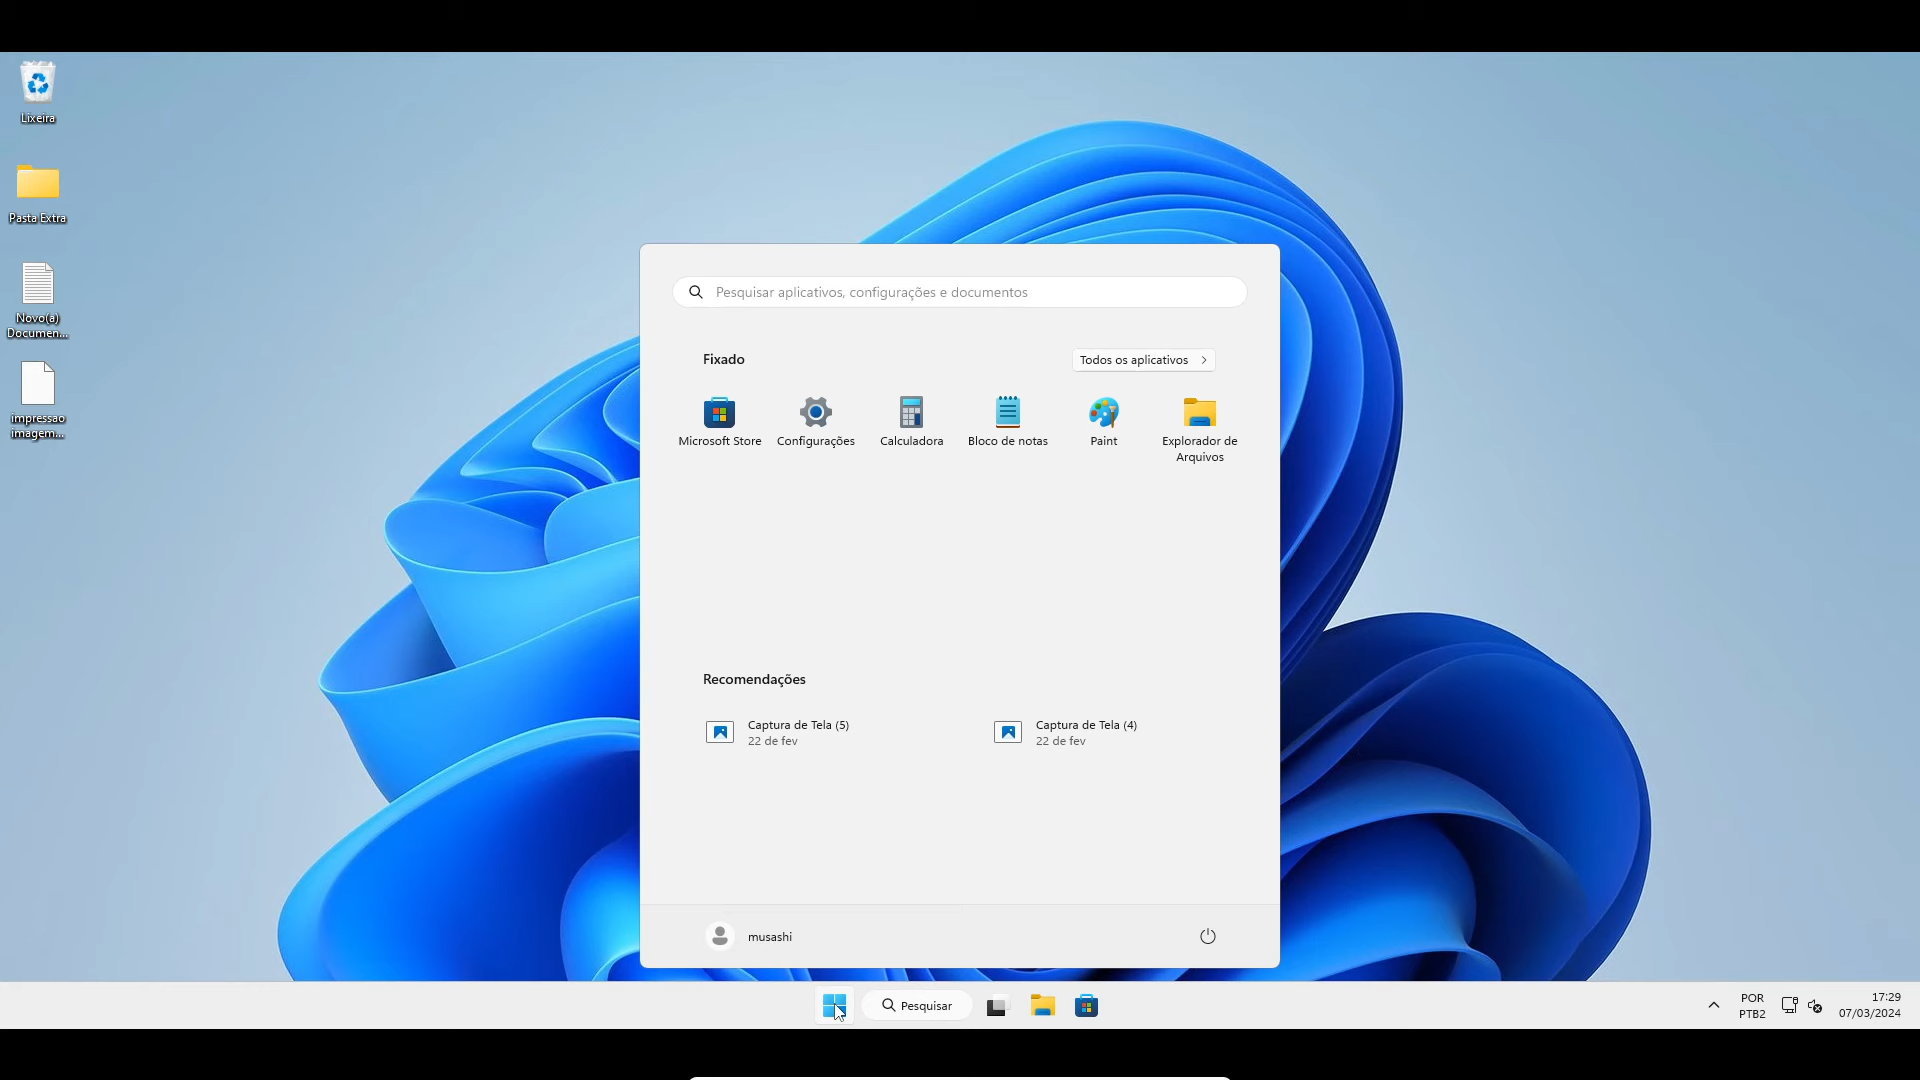 Lixeira
Pasta Extra
Novo(a)
Documen...
impressao
imagem...
Pesquisar aplicativos, configurações e documentos
Fixado
Todos os aplicativos
Microsoft Store
Configurações
Calculadora
Bloco de notas
Paint
Explorador de
Arquivos
Recomendações
Captura de Tela (5)
22 de fev
Captura de Tela (4)
22 de fev
musashi
Pesquisar
POR
PTB2
17:29
07/03/2024